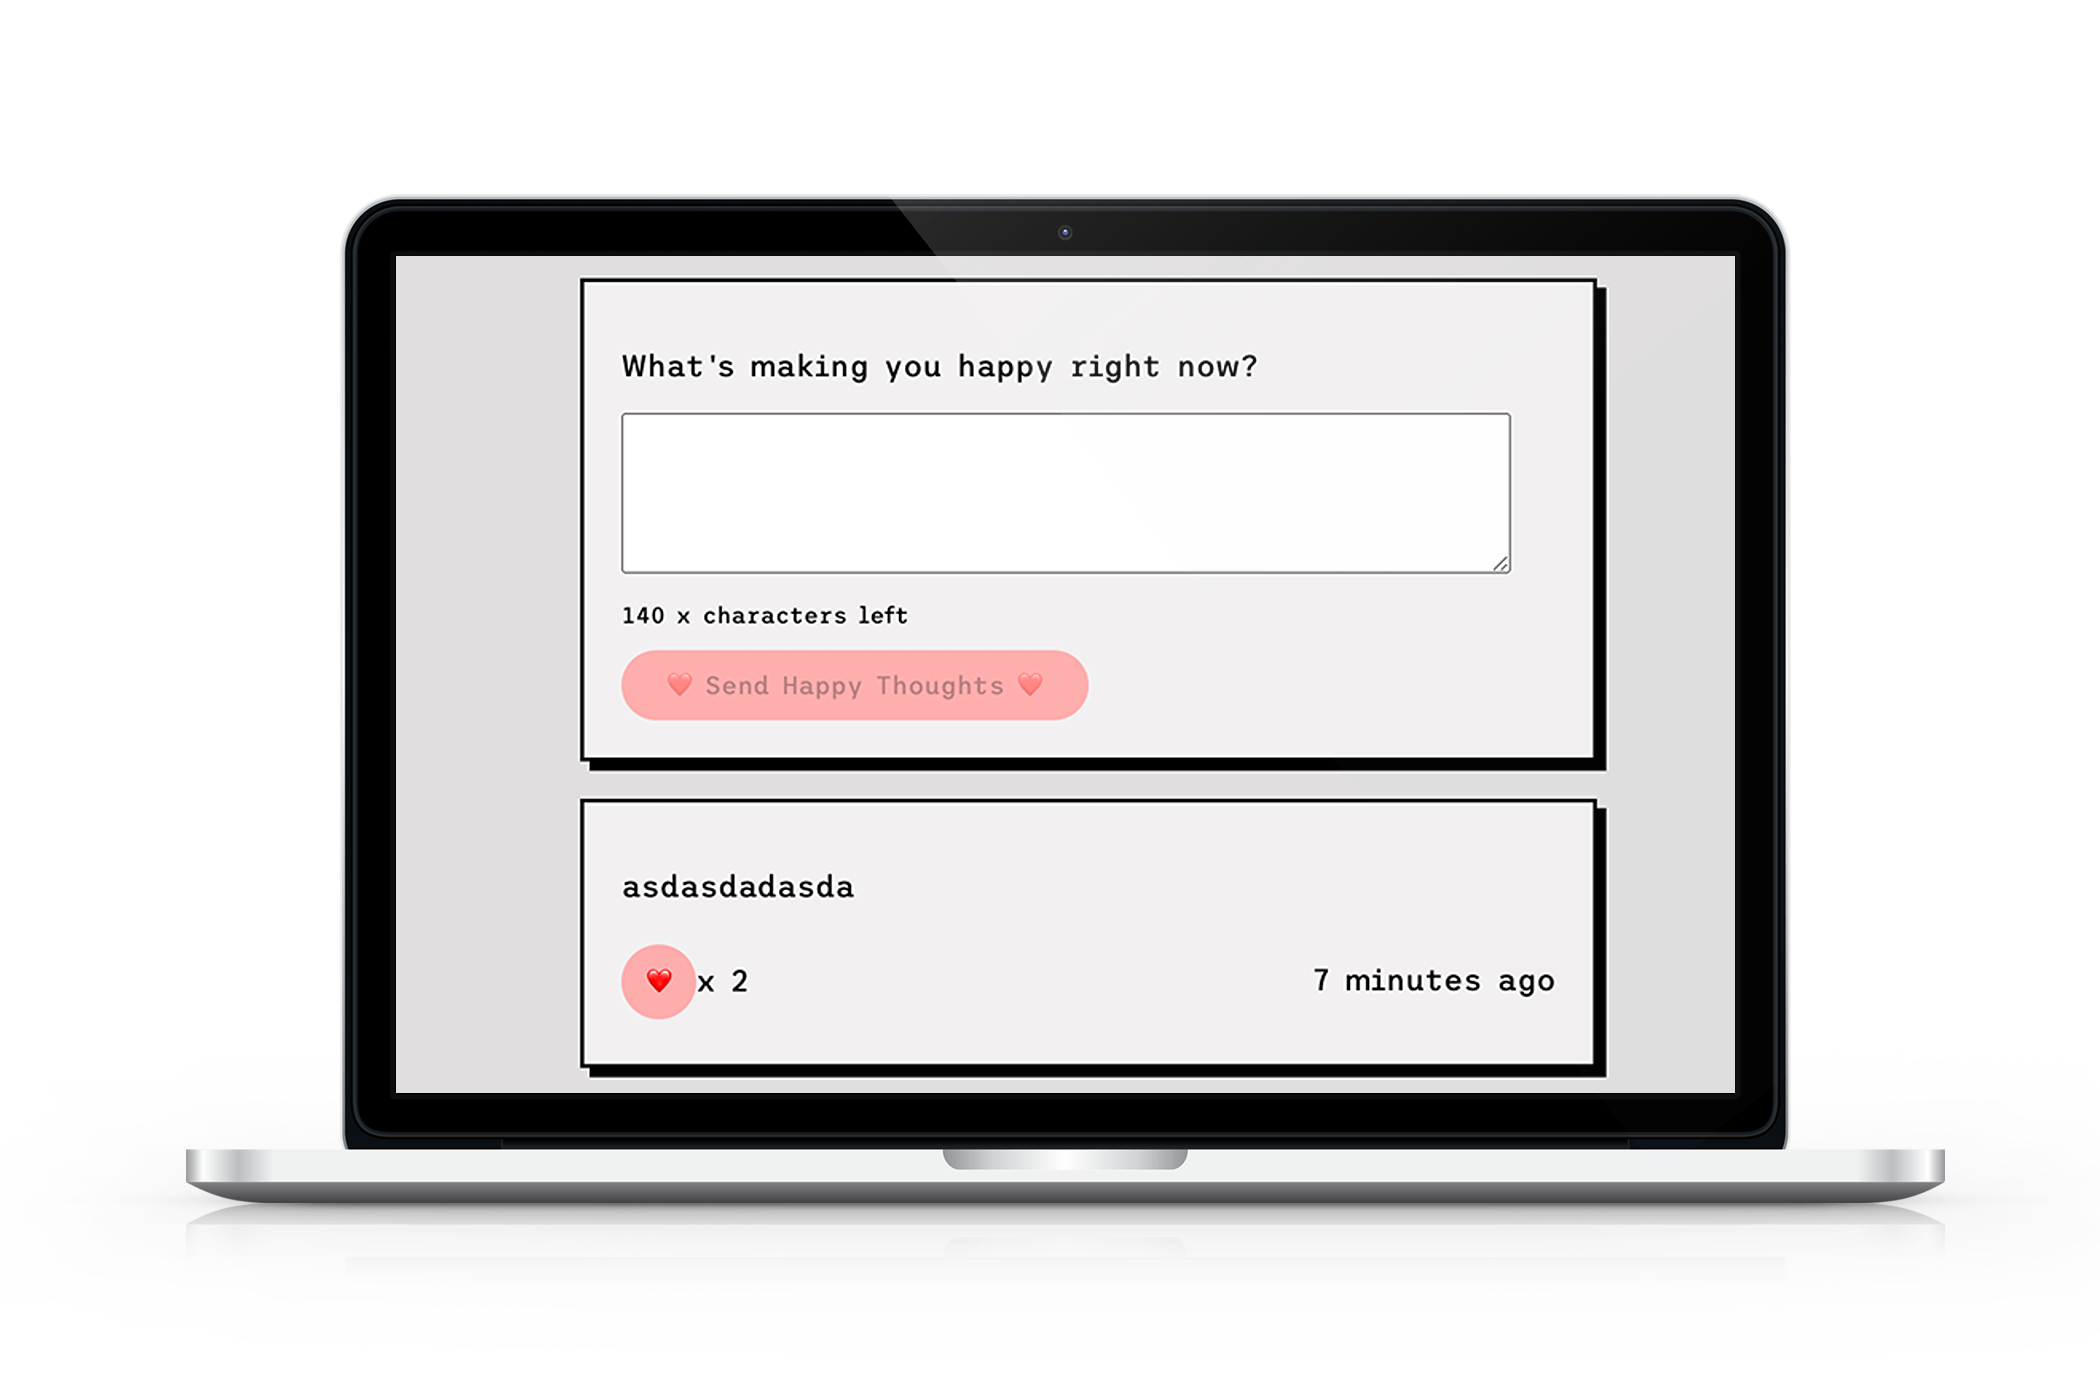 What's making you happy right now?
140 x characters left
❤️ Send Happy Thoughts ❤️
asdasdadasda
❤️ x 2
7 minutes ago